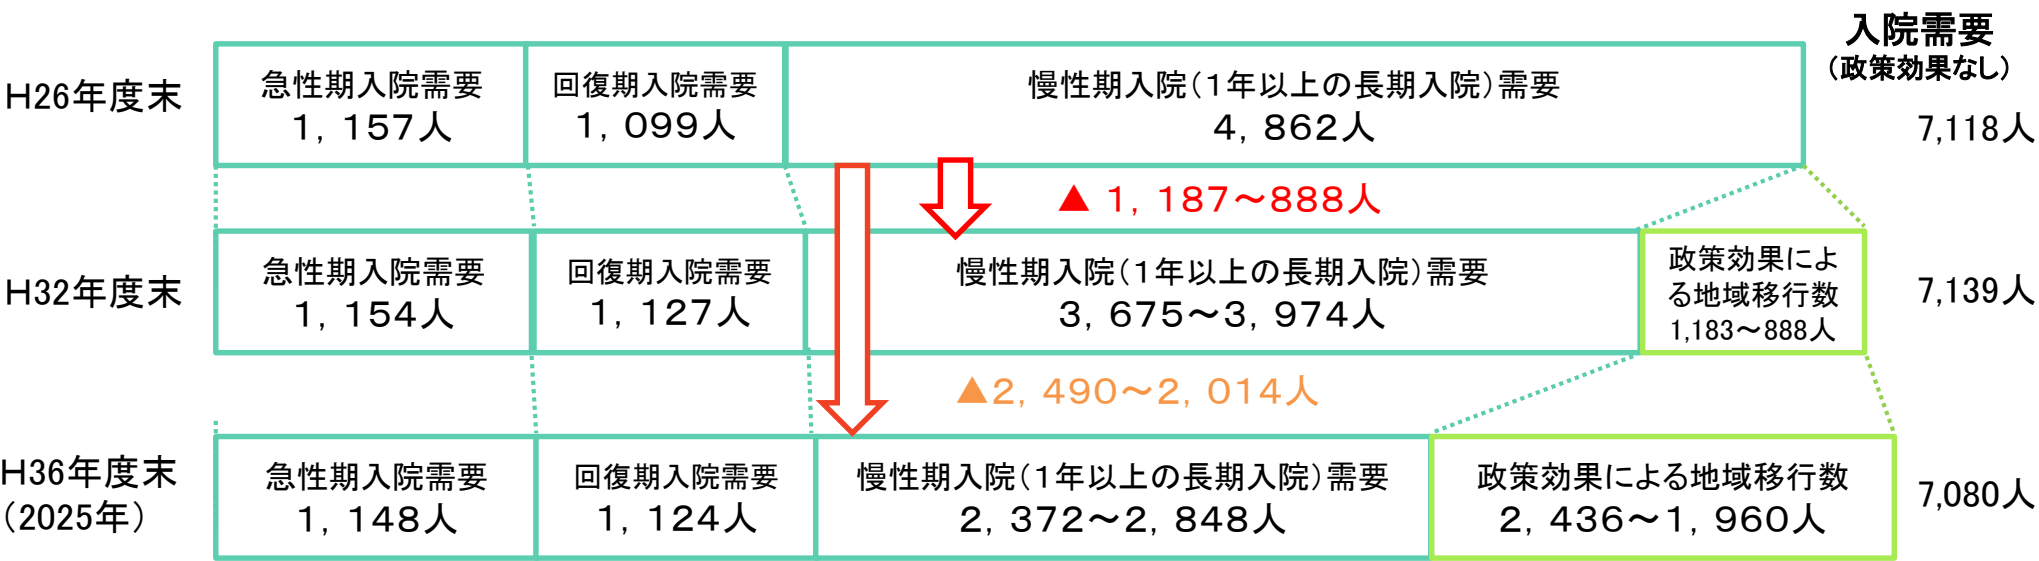 入院需要
（政策効果なし）
H26年度末
急性期入院需要
１，１５７人
回復期入院需要
１，０９９人
慢性期入院（１年以上の長期入院）需要
４，８６２人
7,118人
▲ １，１８７～８８８人
H32年度末
急性期入院需要
１，１５４人
回復期入院需要
１，１２７人
慢性期入院（１年以上の長期入院）需要
３，６７５～３，９７４人
政策効果によ
る地域移行数
1,183～888人
7,139人
▲２，４９０～２，０１４人
H36年度末
（2025年）
急性期入院需要
１，１４８人
回復期入院需要
１，１２４人
慢性期入院（１年以上の長期入院）需要
２，３７２～２，８４８人
政策効果による地域移行数
２，４３６～１，９６０人
7,080人